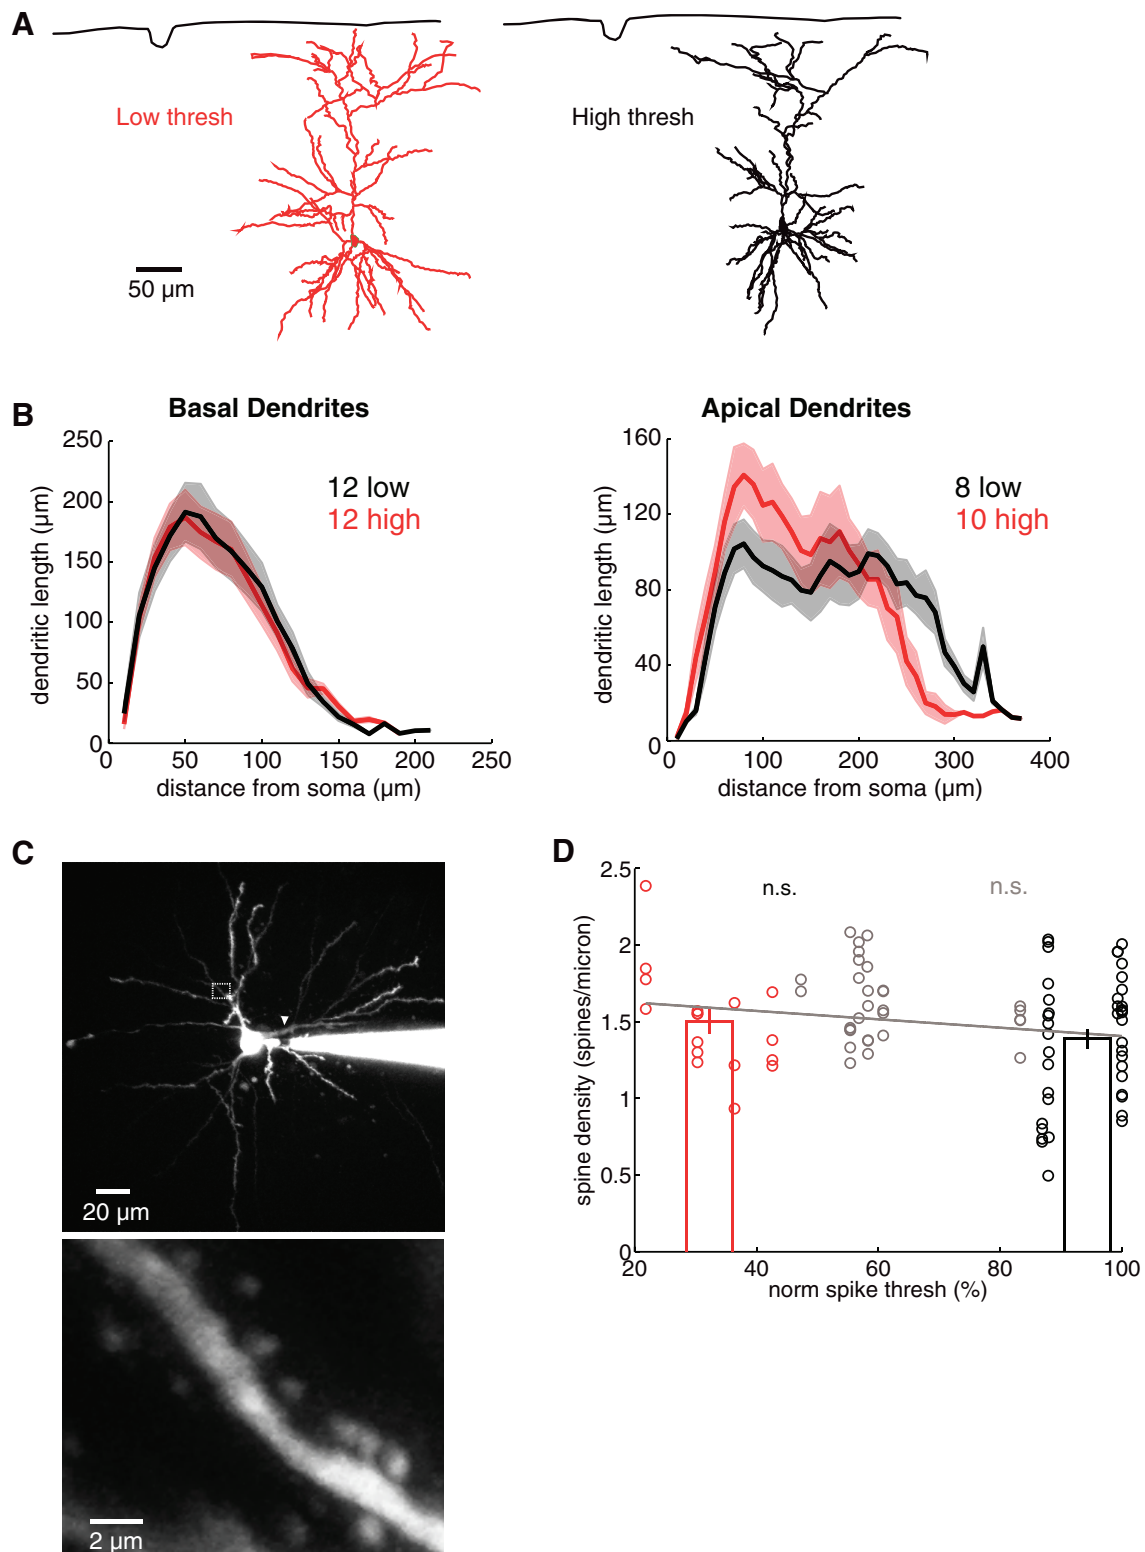 A
Low thresh
High thresh
50 µm
B
Basal Dendrites
250
200
150
100
50
0
0 50 100 150 200 250
dendritic length (µm)
distance from soma (µm)
12 low
12 high
Apical Dendrites
160
120
80
40
0
0 100 200 300 400
dendritic length (µm)
distance from soma (µm)
8 low
10 high
C
20 µm
2 µm
D
2.5
2
1.5
1
0.5
0
20 40 60 80 100
spine density (spines/micron)
norm spike thresh (%)
n.s.
n.s.